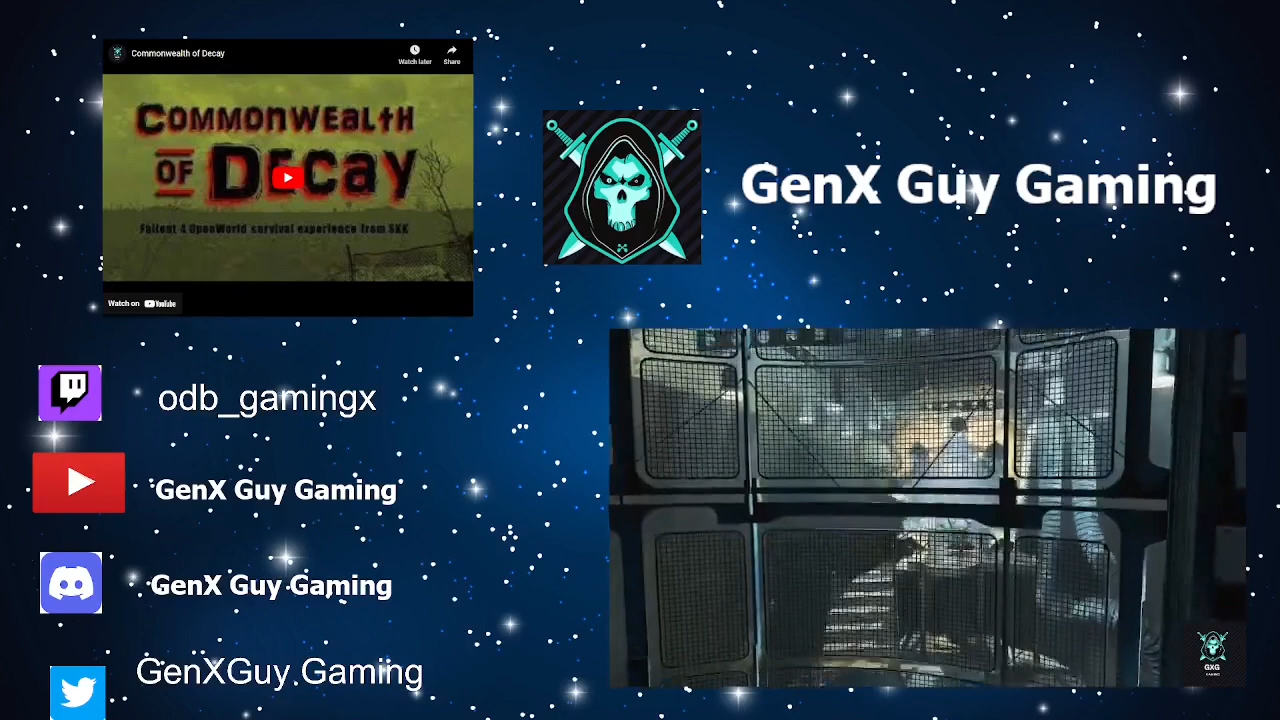 Commonwealth of Decay
Watch later
Share
COMMONWEALTH
OF DECAY
Fallout 4 OpenWorld survival experience from SKK
Watch on YouTube
GenX Guy Gaming
odb_gamingx
GenX Guy Gaming
GenX Guy Gaming
GenXGuy.Gaming
GXG
GAMING